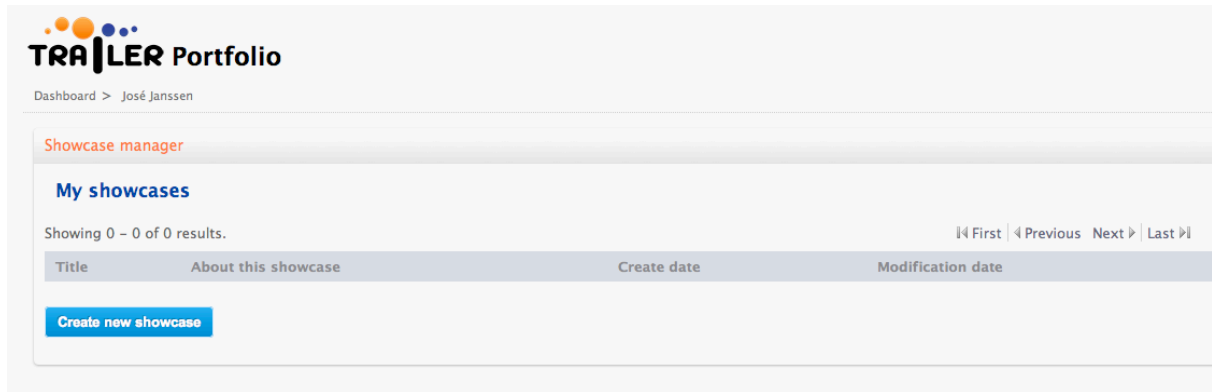 TRAILER Portfolio
Dashboard > José Janssen
Showcase manager
My showcases
Showing 0 - 0 of 0 results. First Previous Next Last
Title About this showcase Create date Modification date
Create new showcase